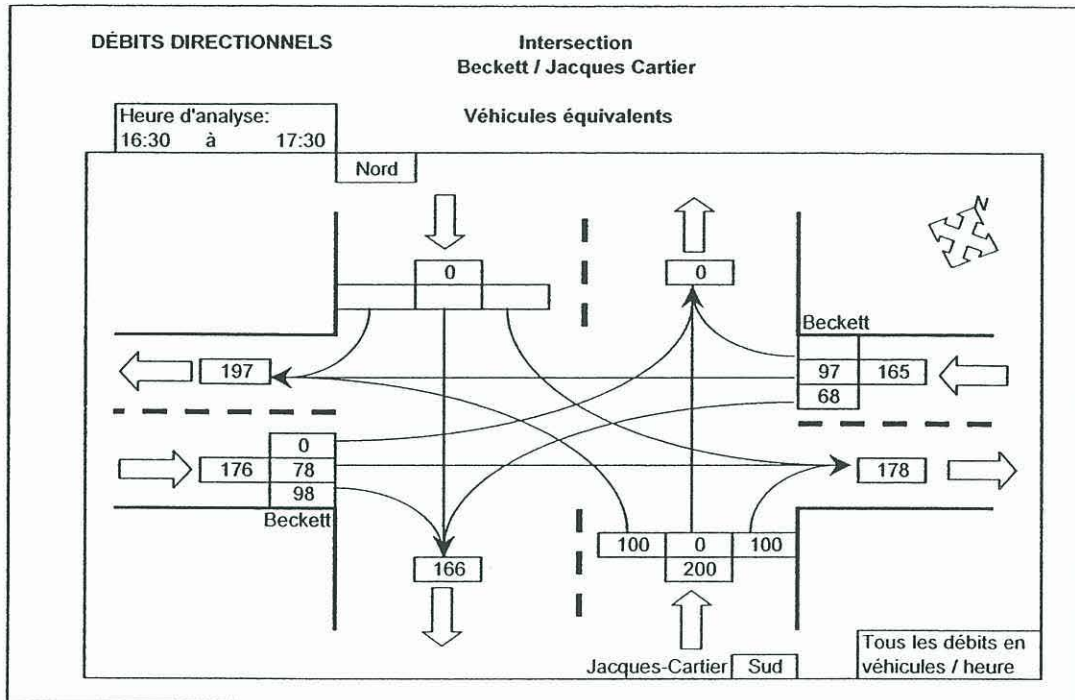 DÉBITS DIRECTIONNELS
Intersection
Beckett / Jacques Cartier
Véhicules équivalents
Heure d'analyse:
16:30 à 17:30
Nord
N
0
0
Beckett
197
97 165
68
0
176 78
98
Beckett
178
166
100 0 100
200
Jacques-Cartier Sud
Tous les débits en
véhicules / heure